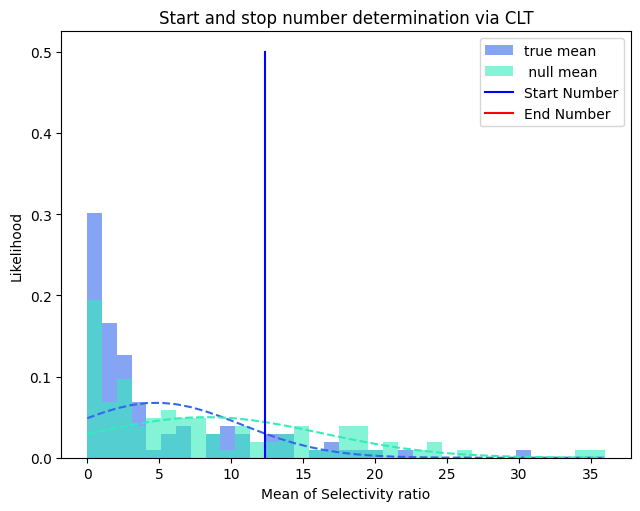 Start and stop number determination via CLT
true mean
null mean
Start Number
End Number
Likelihood
0.5
0.4
0.3
0.2
0.1
0.0
0 5 10 15 20 25 30 35
Mean of Selectivity ratio